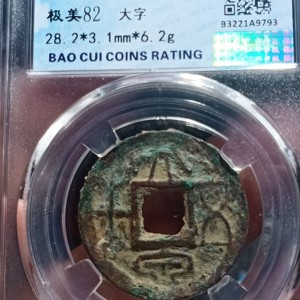 极美82 大字
28.2*3.1mm*6.2g
B3221A9793
BAO CUI COINS RATING